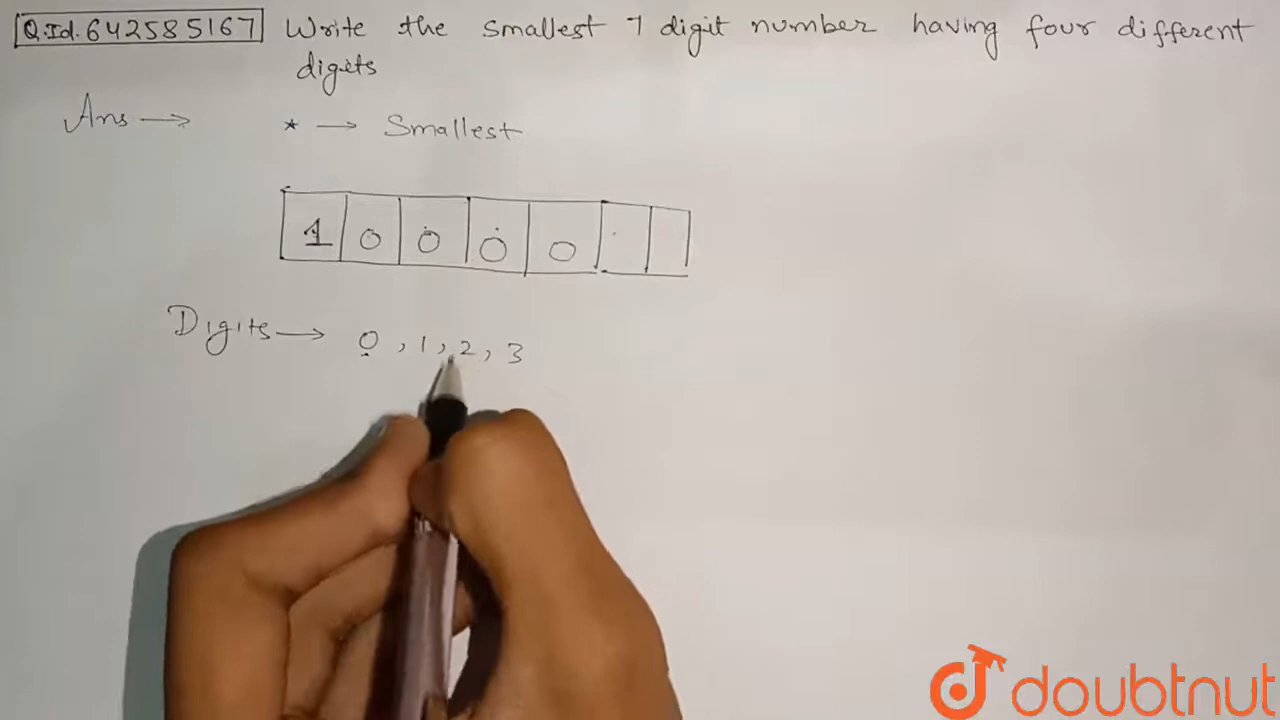 Q.Id. 642585167 Write the smallest 7 digit number having four different
digits
Ans → * → Smallest
1 0 0 0 0
Digits → 0, 1, 2, 3
doubtnut